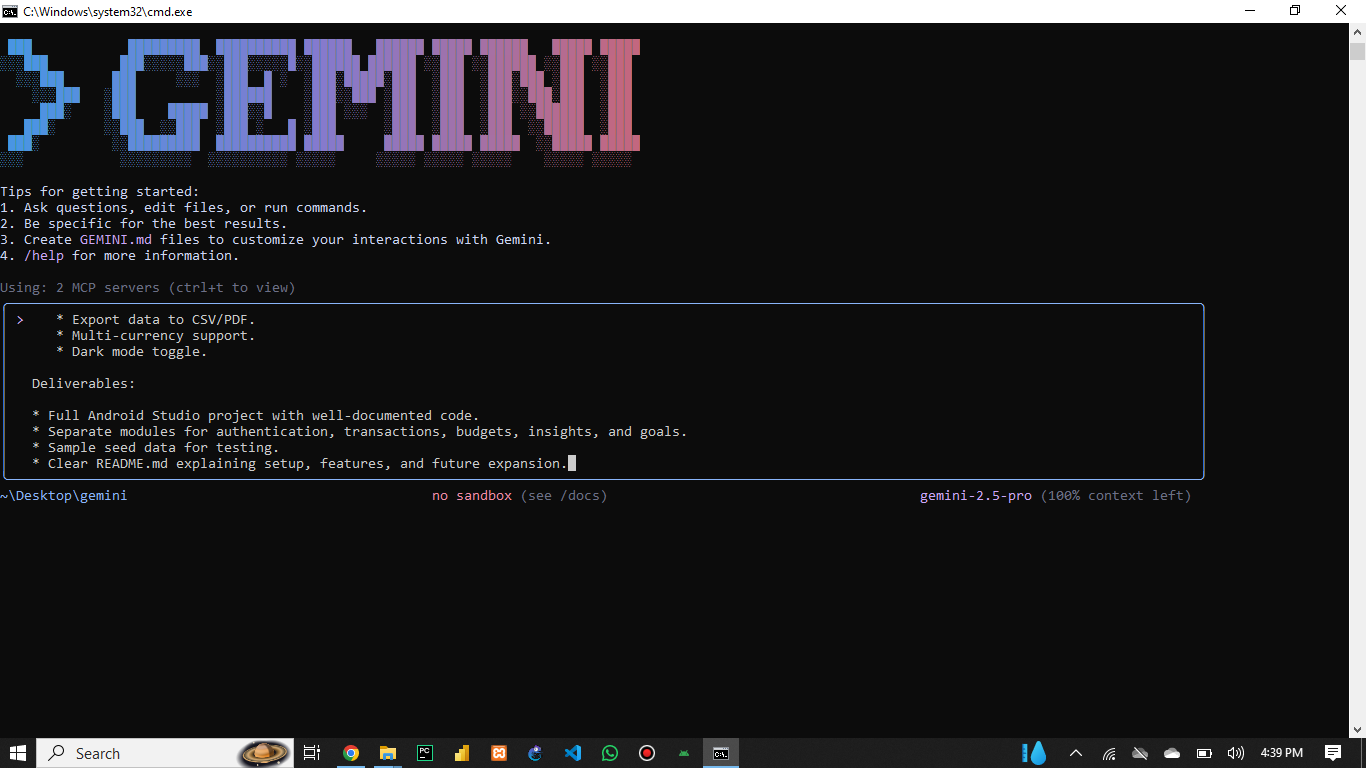 C:\Windows\system32\cmd.exe
> GEMINI
Tips for getting started:
1. Ask questions, edit files, or run commands.
2. Be specific for the best results.
3. Create GEMINI.md files to customize your interactions with Gemini.
4. /help for more information.
Using: 2 MCP servers (ctrl+t to view)
> * Export data to CSV/PDF.
* Multi-currency support.
* Dark mode toggle.
Deliverables:
* Full Android Studio project with well-documented code.
* Separate modules for authentication, transactions, budgets, insights, and goals.
* Sample seed data for testing.
* Clear README.md explaining setup, features, and future expansion.
~\Desktop\gemini no sandbox (see /docs) gemini-2.5-pro (100% context left)
Search 4:39 PM